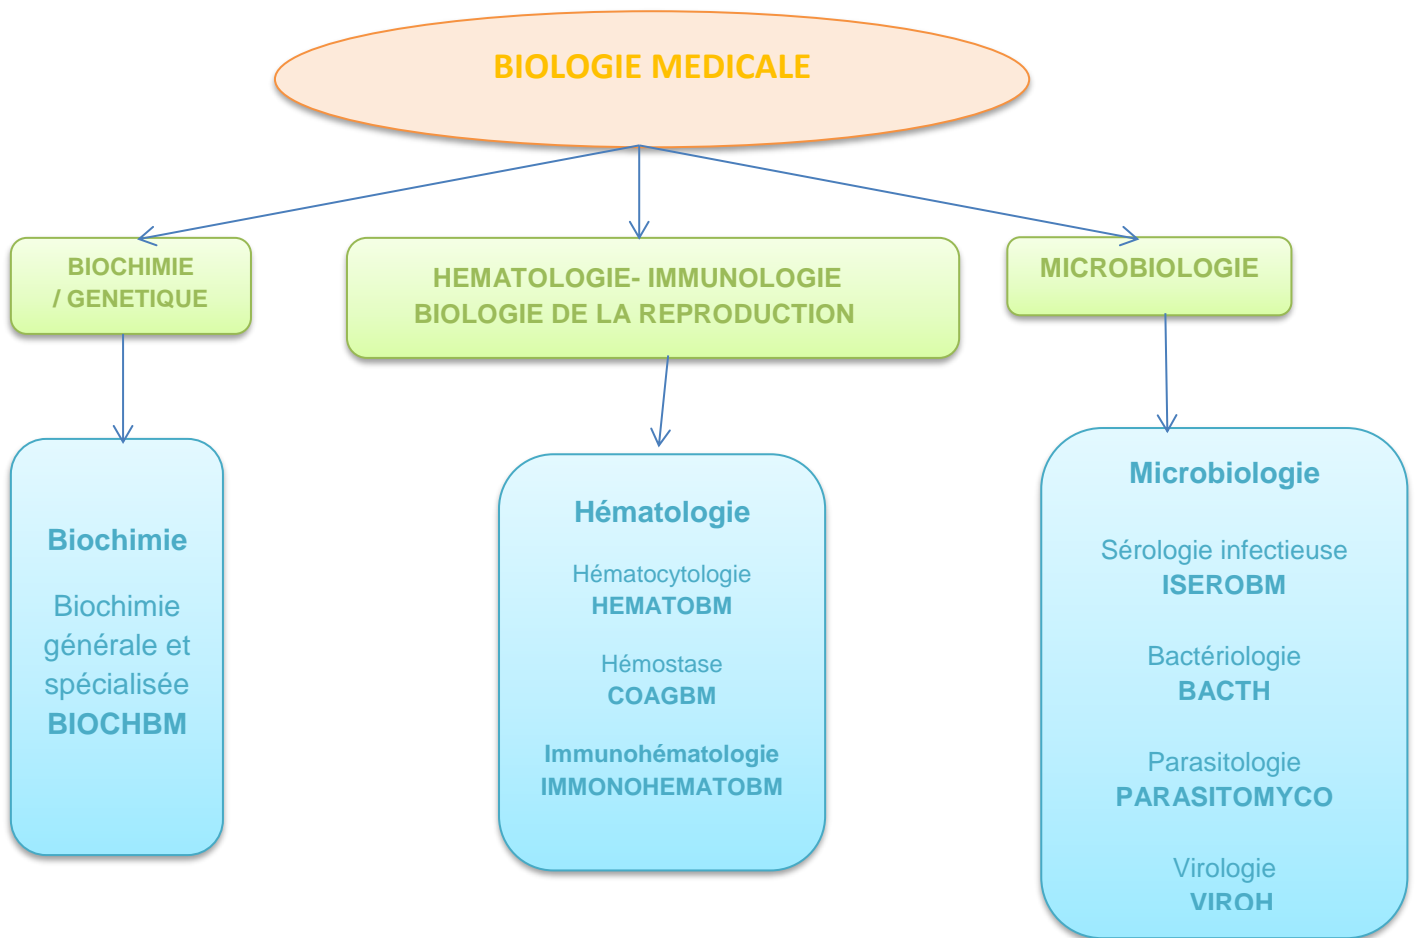 BIOLOGIE MEDICALE
BIOCHIMIE
/ GENETIQUE
HEMATOLOGIE- IMMUNOLOGIE
BIOLOGIE DE LA REPRODUCTION
MICROBIOLOGIE
Biochimie
Biochimie
générale et
spécialisée
BIOCHBM
Hématologie
Hématocytologie
HEMATOBM
Hémostase
COAGBM
Immunohématologie
IMMONOHEMATOBM
Microbiologie
Sérologie infectieuse
ISEROBM
Bactériologie
BACTH
Parasitologie
PARASITOMYCO
Virologie
VIROH